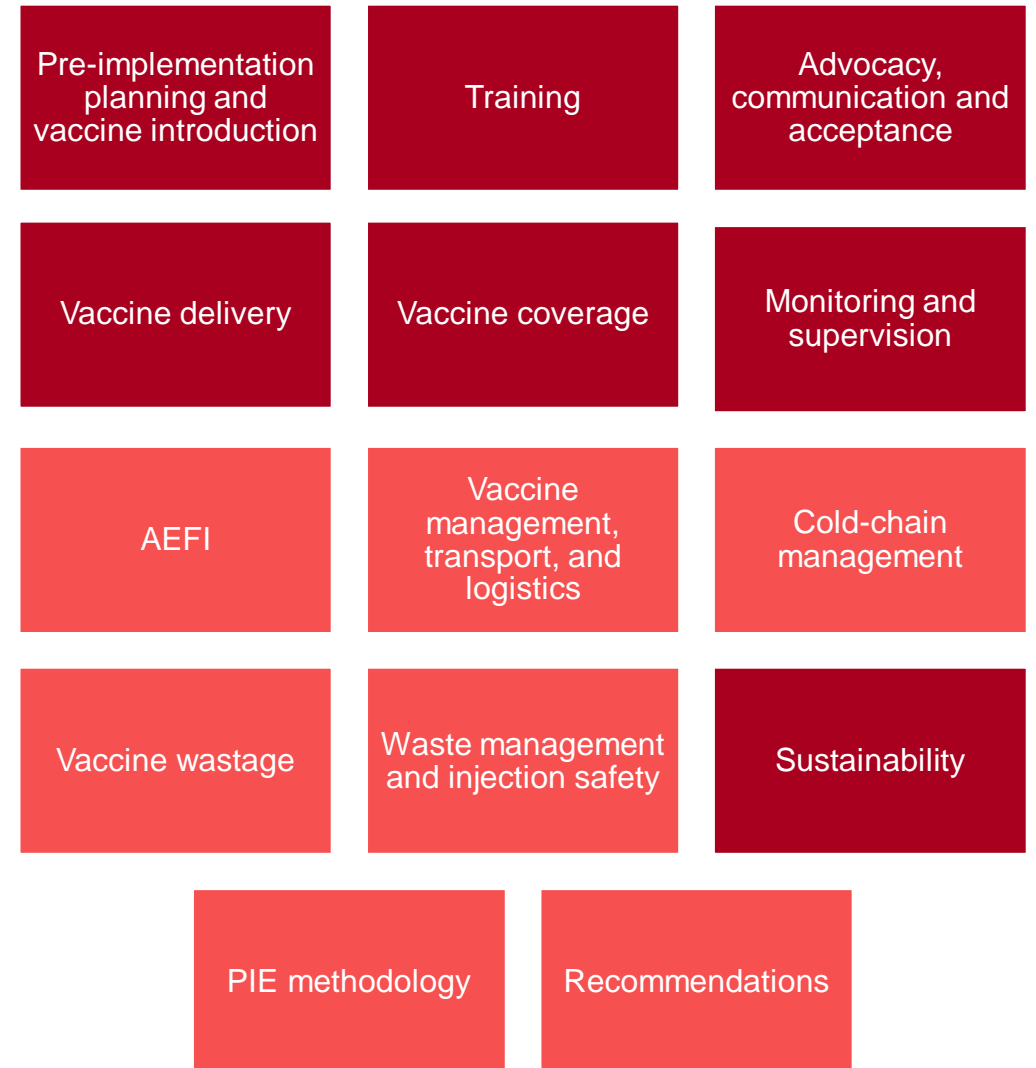 Pre-implementation
planning and
vaccine introduction
Training
Advocacy,
communication and
acceptance
Vaccine delivery
Vaccine coverage
Monitoring and
supervision
AEFI
Vaccine
management,
transport, and
logistics
Cold-chain
management
Vaccine wastage
Waste management
and injection safety
Sustainability
PIE methodology
Recommendations